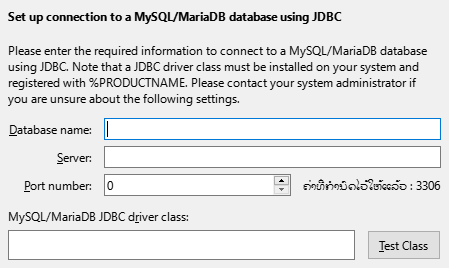 Set up connection to a MySQL/MariaDB database using JDBC
Please enter the required information to connect to a MySQL/MariaDB database
using JDBC. Note that a JDBC driver class must be installed on your system and
registered with %PRODUCTNAME. Please contact your system administrator if
you are unsure about the following settings.
Database name:
Server:
Port number: 0 ຄ່າທີ່ກຳນົດໄວ້ໃຫ້ແລ້ວ : 3306
MySQL/MariaDB JDBC driver class:
Test Class